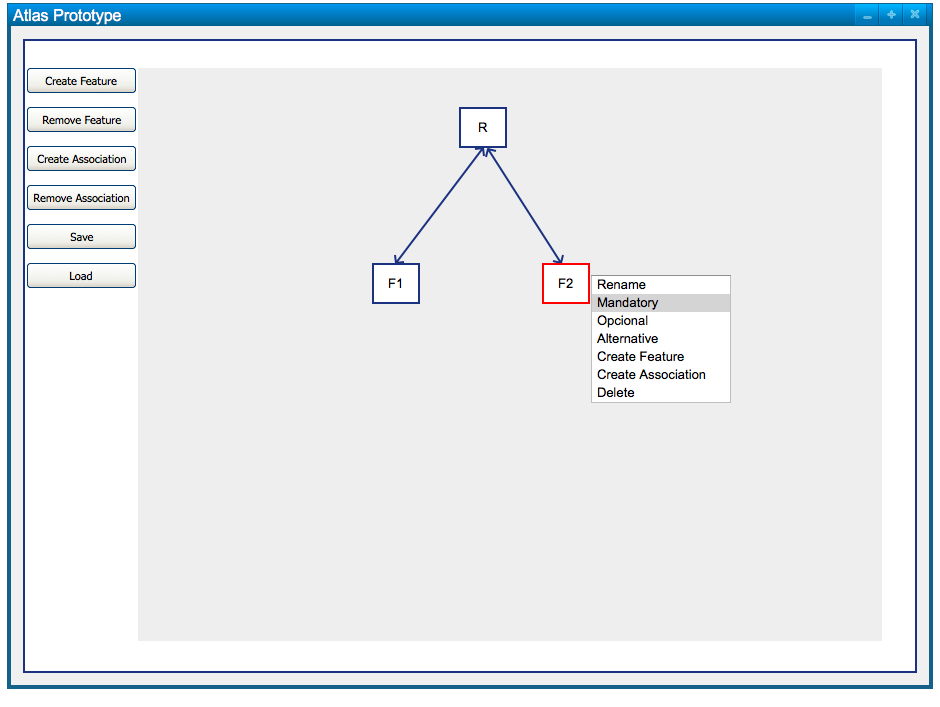 Atlas Prototype
Create Feature
Remove Feature
Create Association
Remove Association
Save
Load
R
F1
F2
Rename
Mandatory
Opcional
Alternative
Create Feature
Create Association
Delete